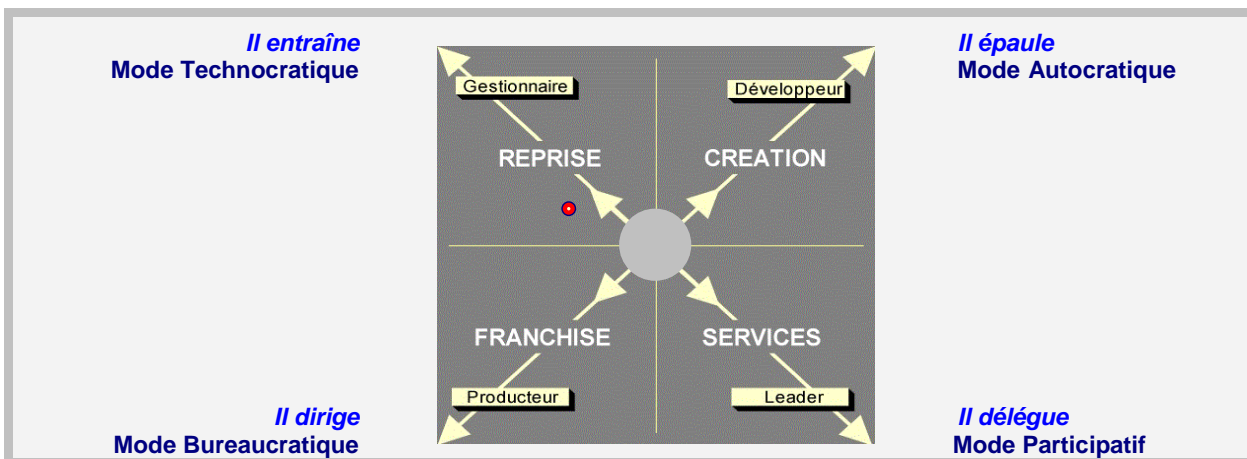 Il entraîne
Mode Technocratique
Il épaule
Mode Autocratique
Gestionnaire
Développeur
REPRISE
CREATION
FRANCHISE
SERVICES
Producteur
Leader
Il dirige
Mode Bureaucratique
Il délégue
Mode Participatif